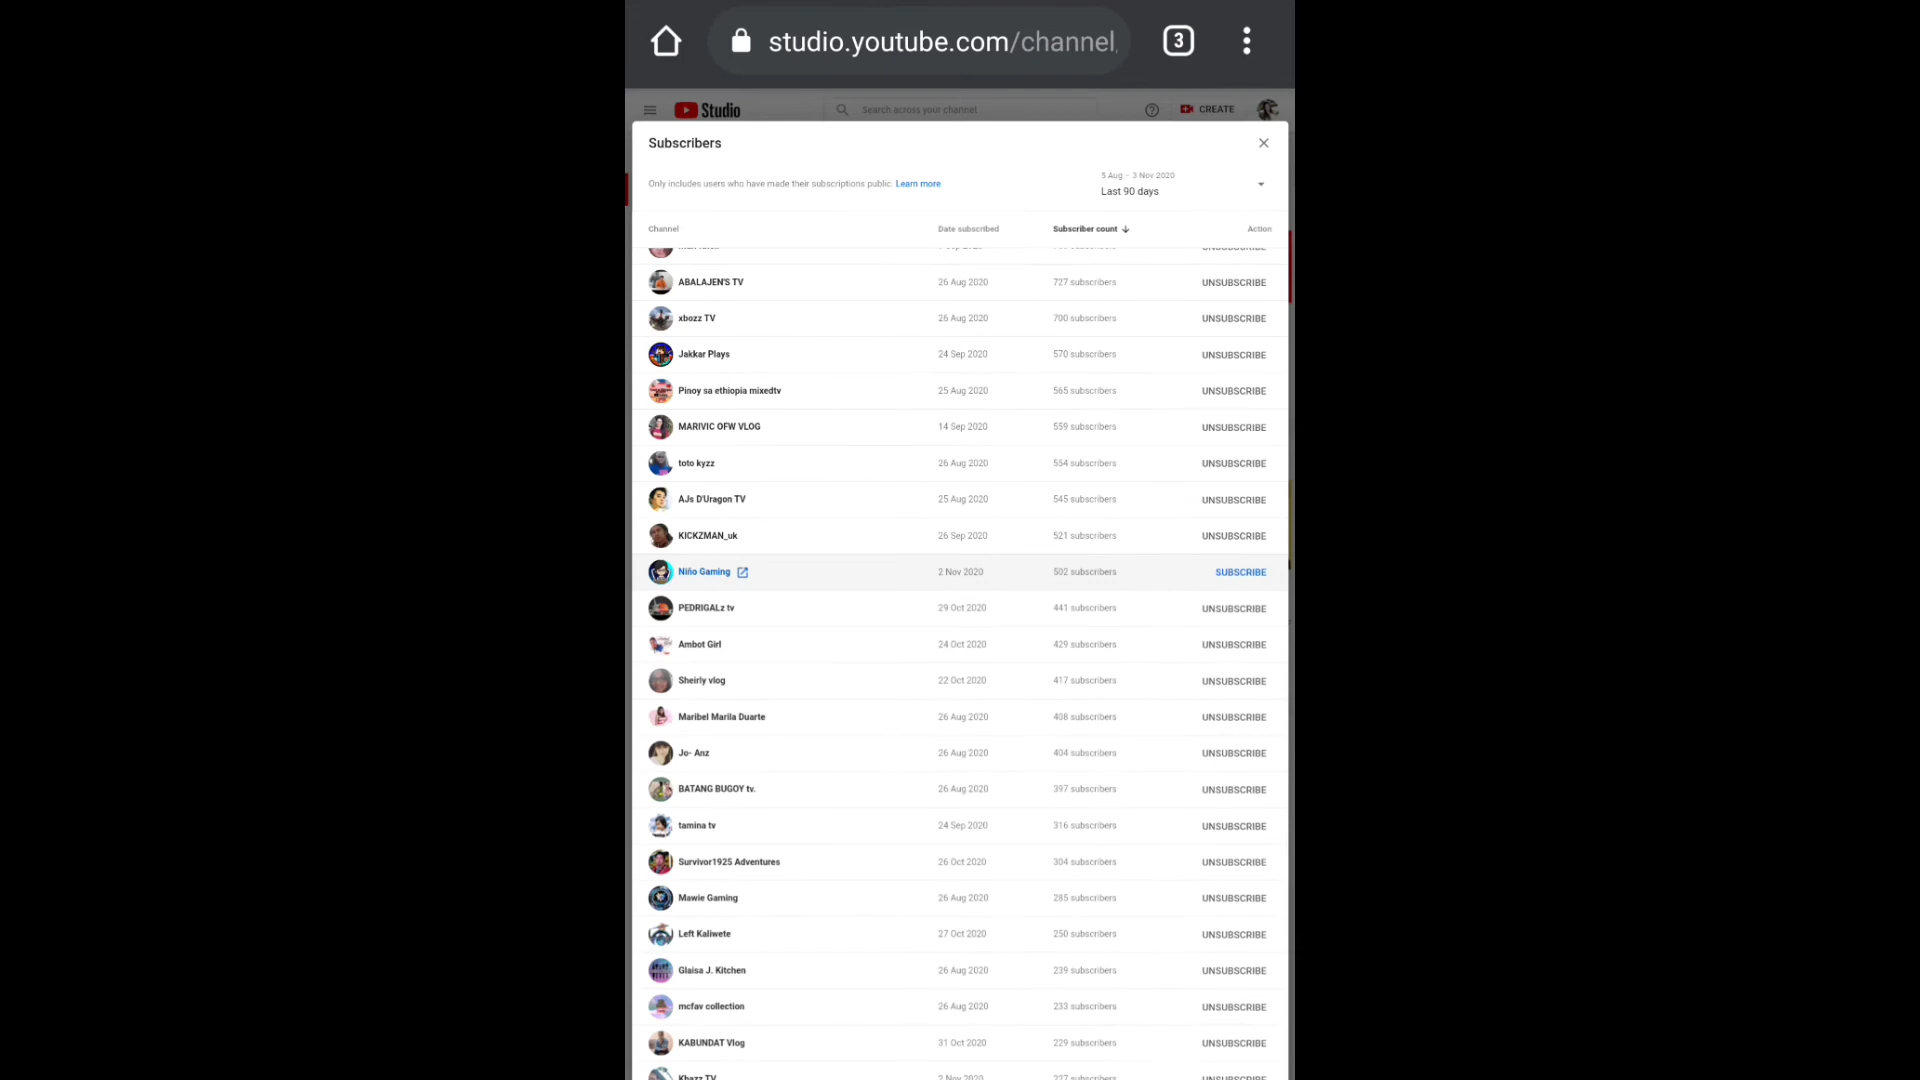 studio.youtube.com/channel
3
Studio
Search across your channel
CREATE
Subscribers
Only includes users who have made their subscriptions public. Learn more
5 Aug – 3 Nov 2020
Last 90 days
Channel Date subscribed Subscriber count Action
ABALAJEN'S TV 26 Aug 2020 727 subscribers UNSUBSCRIBE
xbozz TV 26 Aug 2020 700 subscribers UNSUBSCRIBE
Jakkar Plays 24 Sep 2020 570 subscribers UNSUBSCRIBE
Pinoy sa ethiopia mixedtv 25 Aug 2020 565 subscribers UNSUBSCRIBE
MARIVIC OFW VLOG 14 Sep 2020 559 subscribers UNSUBSCRIBE
toto kyzz 26 Aug 2020 554 subscribers UNSUBSCRIBE
AJs D'Uragon TV 25 Aug 2020 545 subscribers UNSUBSCRIBE
KICKZMAN_uk 26 Sep 2020 521 subscribers UNSUBSCRIBE
Niño Gaming 2 Nov 2020 502 subscribers SUBSCRIBE
PEDRIGALz tv 29 Oct 2020 441 subscribers UNSUBSCRIBE
Ambot Girl 24 Oct 2020 429 subscribers UNSUBSCRIBE
Sheirly vlog 22 Oct 2020 417 subscribers UNSUBSCRIBE
Maribel Marila Duarte 26 Aug 2020 408 subscribers UNSUBSCRIBE
Jo- Anz 26 Aug 2020 404 subscribers UNSUBSCRIBE
BATANG BUGOY tv. 26 Aug 2020 397 subscribers UNSUBSCRIBE
tamina tv 24 Sep 2020 316 subscribers UNSUBSCRIBE
Survivor1925 Adventures 26 Oct 2020 304 subscribers UNSUBSCRIBE
Mawie Gaming 26 Aug 2020 285 subscribers UNSUBSCRIBE
Left Kaliwete 27 Oct 2020 250 subscribers UNSUBSCRIBE
Glaisa J. Kitchen 26 Aug 2020 239 subscribers UNSUBSCRIBE
mcfav collection 26 Aug 2020 233 subscribers UNSUBSCRIBE
KABUNDAT Vlog 31 Oct 2020 229 subscribers UNSUBSCRIBE
Kbazz TV 2 Nov 2020 227 subscribers UNSUBSCRIBE